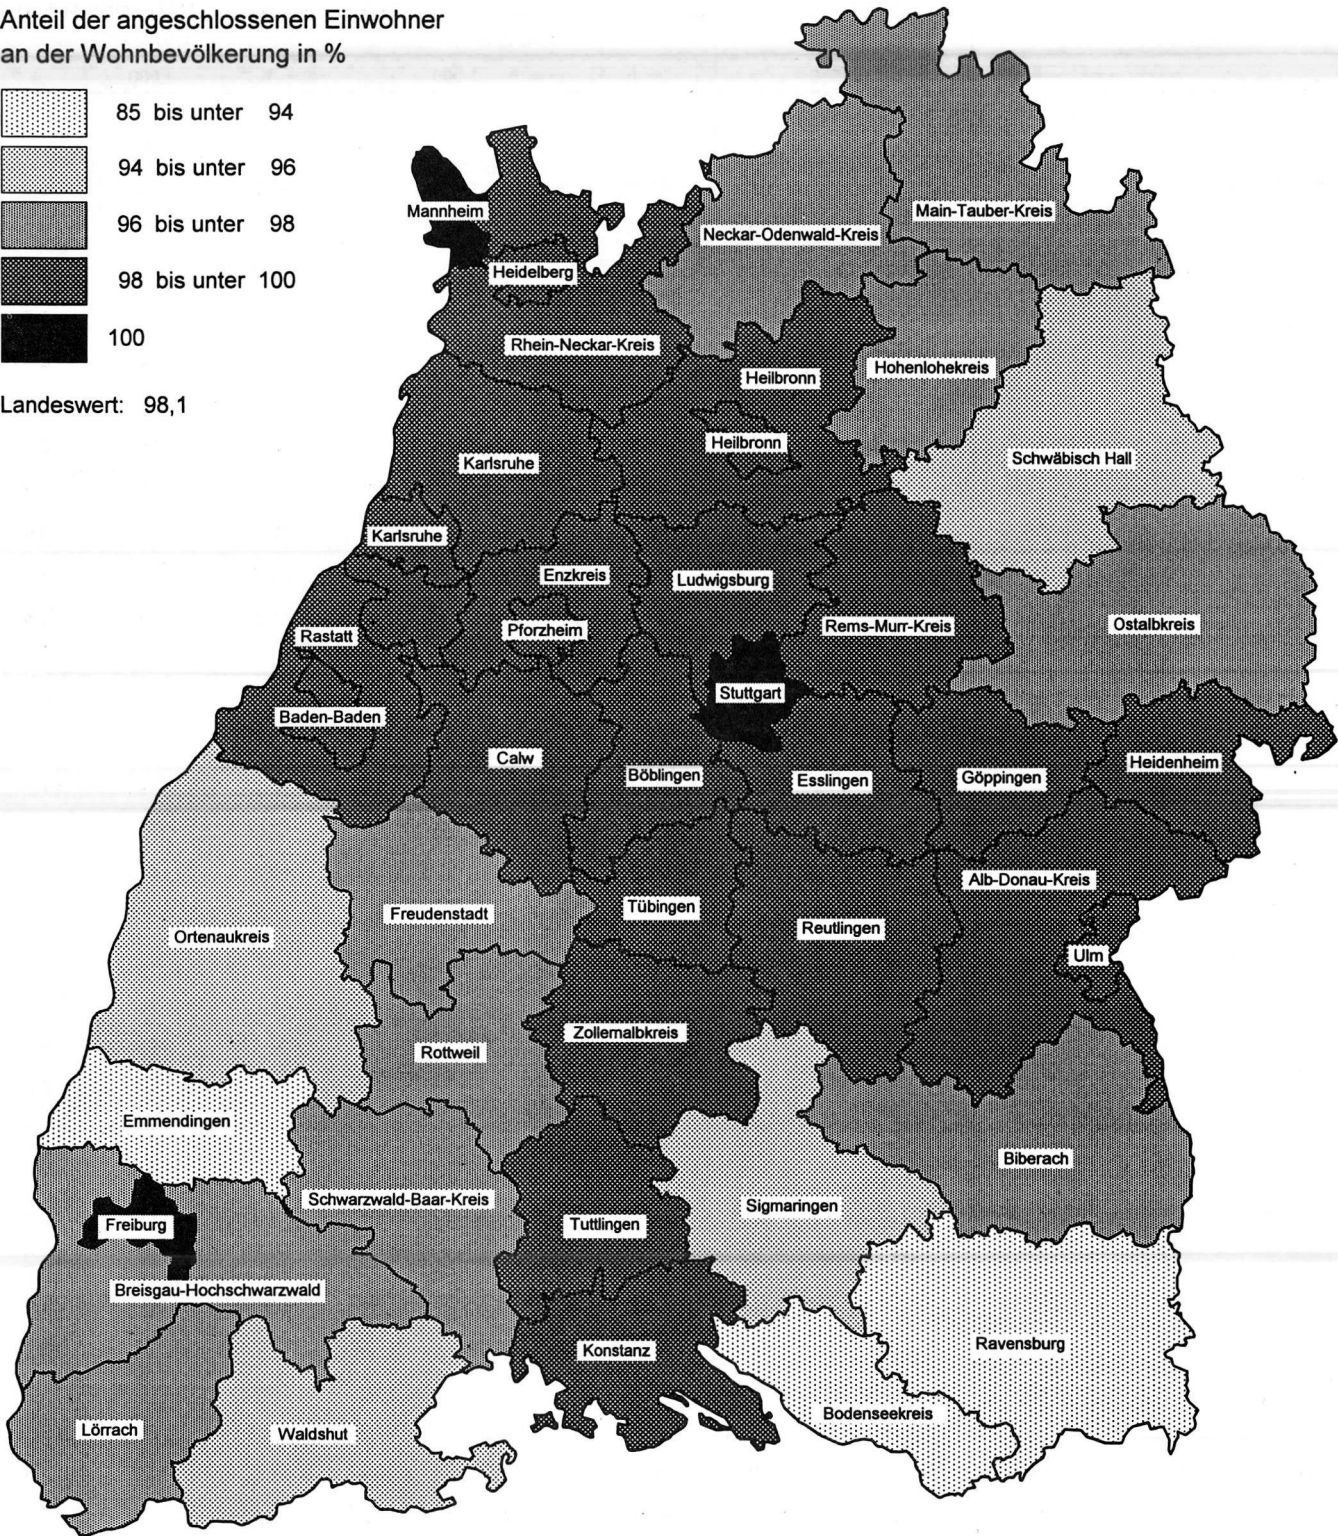 Anteil der angeschlossenen Einwohner
an der Wohnbevölkerung in %
85 bis unter 94
94 bis unter 96
96 bis unter 98
98 bis unter 100
100
Landeswert: 98,1
Mannheim
Main-Tauber-Kreis
Neckar-Odenwald-Kreis
Heidelberg
Rhein-Neckar-Kreis
Hohenlohekreis
Heilbronn
Heilbronn
Schwäbisch Hall
Karlsruhe
Karlsruhe
Enzkreis
Ludwigsburg
Ostalbkreis
Rems-Murr-Kreis
Pforzheim
Rastatt
Stuttgart
Baden-Baden
Calw
Heidenheim
Böblingen
Esslingen
Göppingen
Alb-Donau-Kreis
Tübingen
Freudenstadt
Reutlingen
Ortenaukreis
Ulm
Zollernalbkreis
Rottweil
Emmendingen
Biberach
Schwarzwald-Baar-Kreis
Sigmaringen
Freiburg
Tuttlingen
Breisgau-Hochschwarzwald
Ravensburg
Konstanz
Bodenseekreis
Lörrach
Waldshut